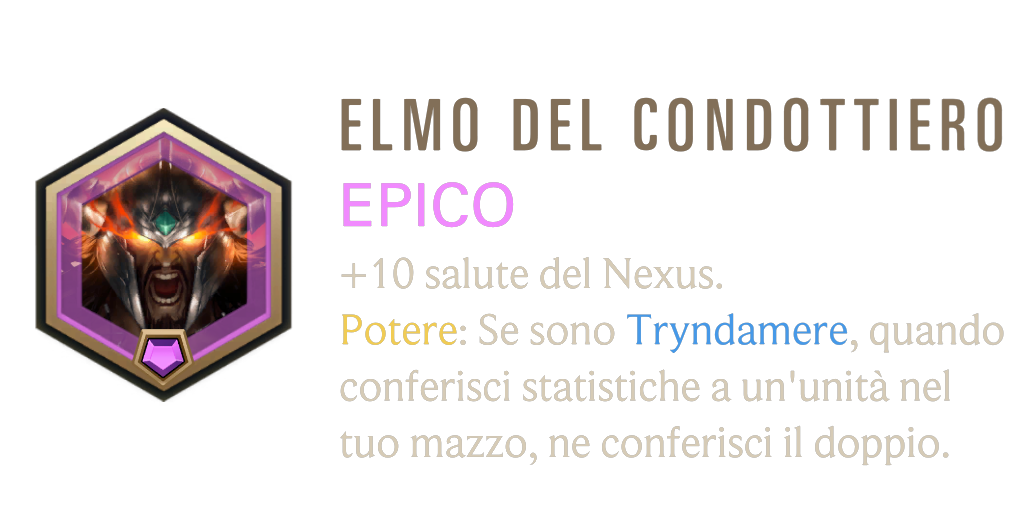 ELMO DEL CONDOTTIERO
EPICO
+10 salute del Nexus.
Potere: Se sono Tryndamere, quando
conferisci statistiche a un'unità nel
tuo mazzo, ne conferisci il doppio.